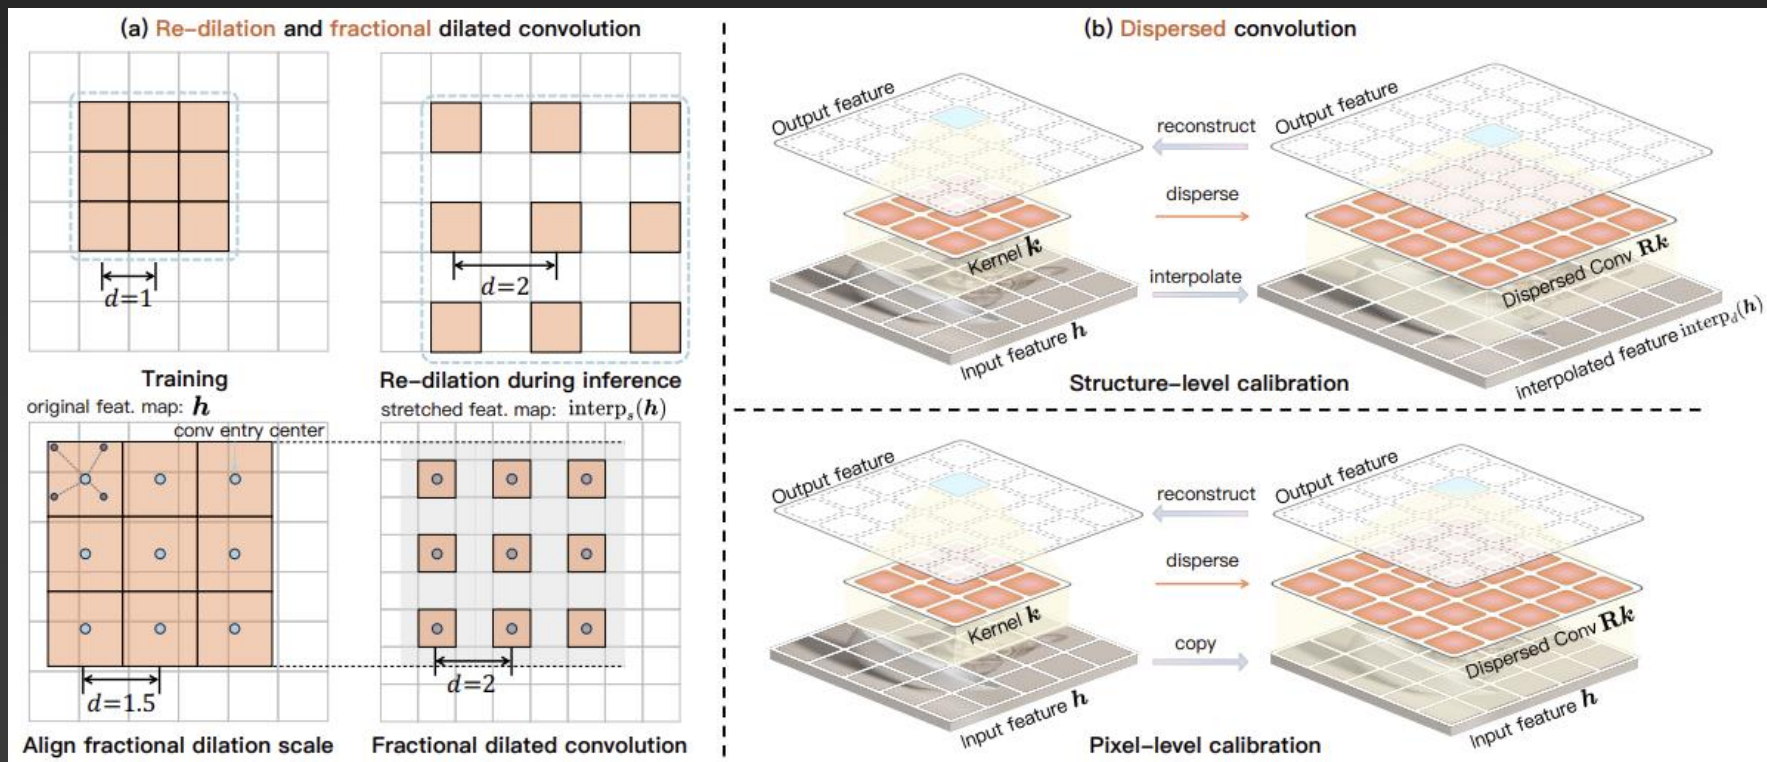 (a) Re-dilation and fractional dilated convolution
d=1
Training
d=2
Re-dilation during inference
original feat. map: h
conv entry center
d=1.5
Align fractional dilation scale
stretched feat. map: interpₛ(h)
d=2
Fractional dilated convolution
(b) Dispersed convolution
Output feature
Kernel k
Input feature h
reconstruct
disperse
interpolate
Output feature
Dispersed Conv Rk
interpolated feature interp_d(h)
Structure-level calibration
Output feature
Kernel k
Input feature h
reconstruct
disperse
copy
Output feature
Dispersed Conv Rk
Input feature h
Pixel-level calibration